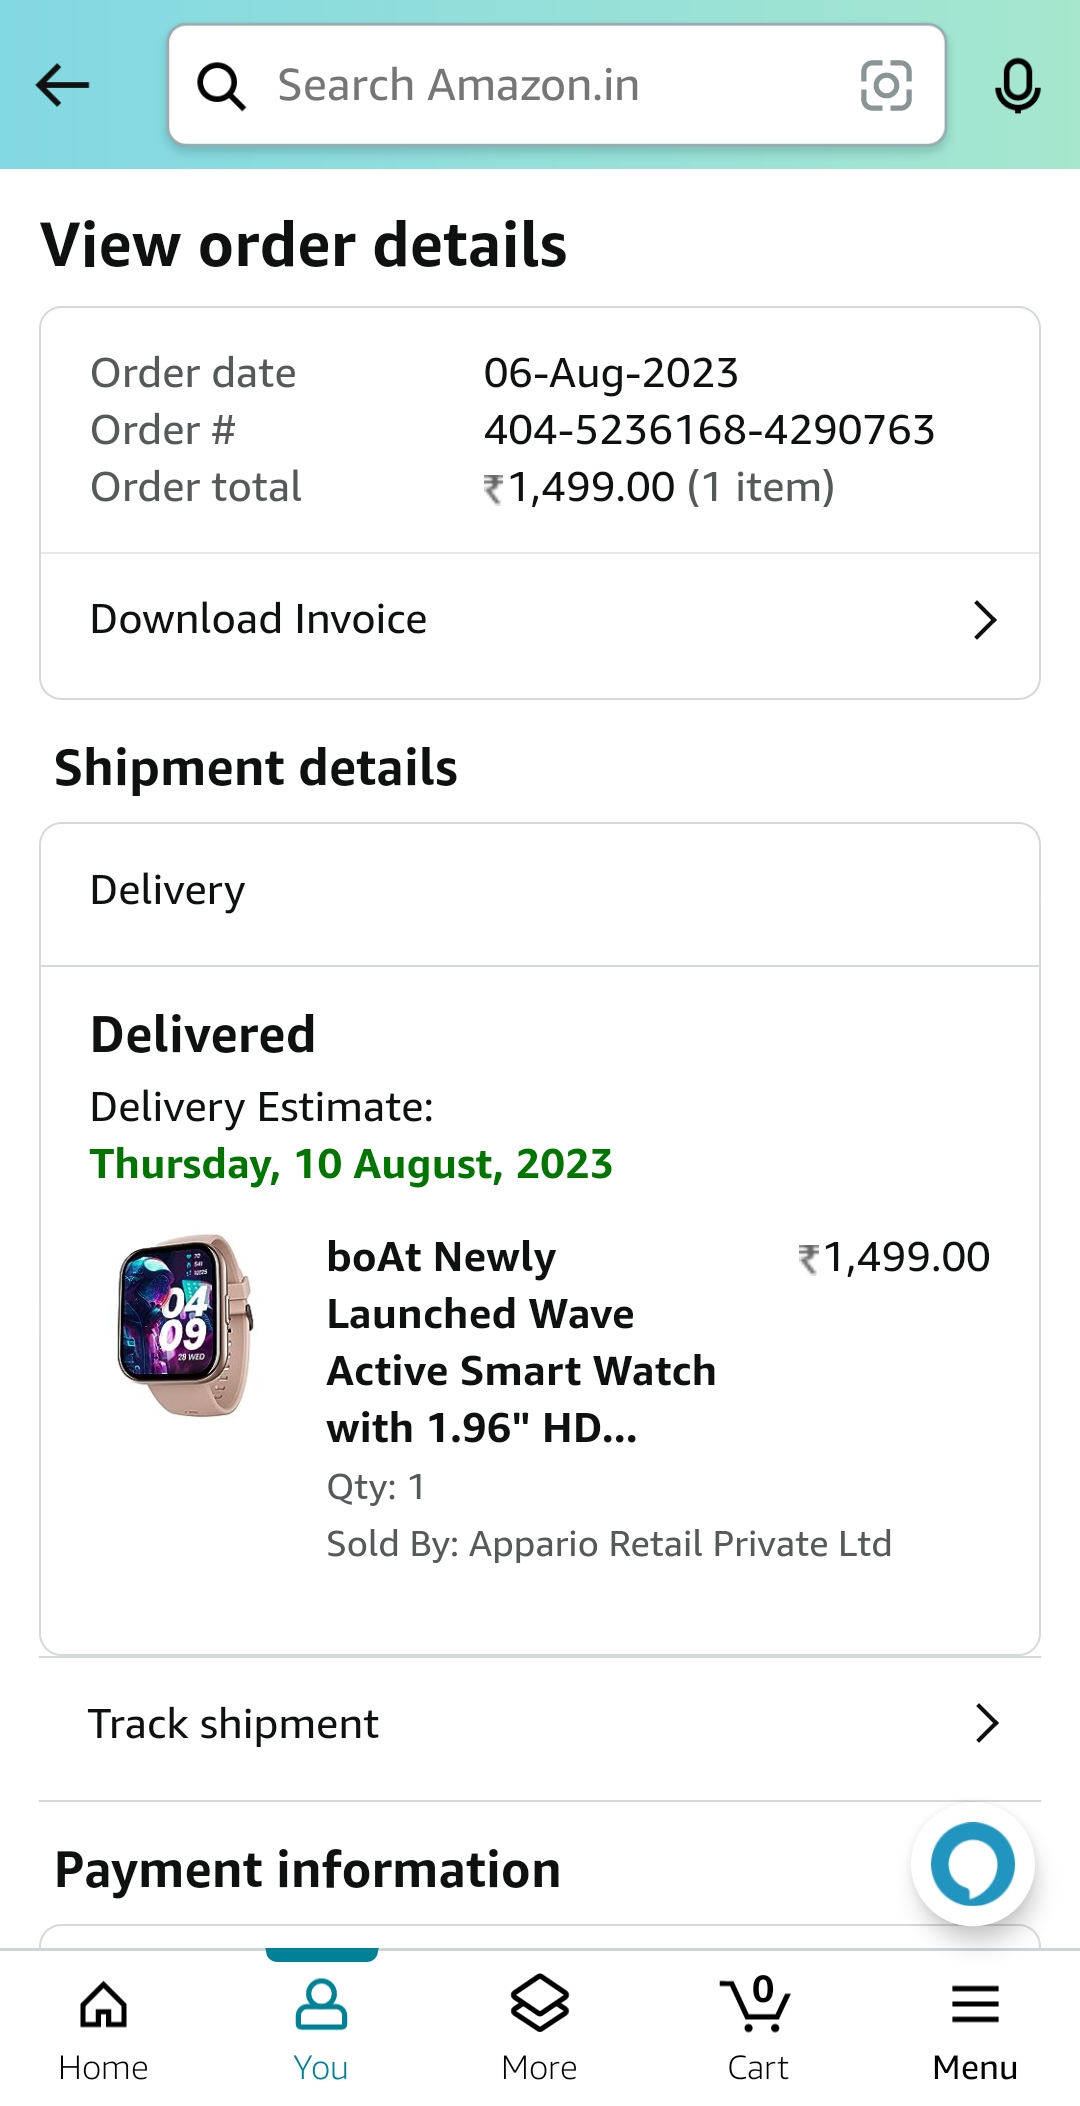 Search Amazon.in
View order details
Order date 06-Aug-2023
Order # 404-5236168-4290763
Order total ₹1,499.00 (1 item)
Download Invoice
Shipment details
Delivery
Delivered
Delivery Estimate:
Thursday, 10 August, 2023
boAt Newly ₹1,499.00
Launched Wave
Active Smart Watch
with 1.96" HD...
04
09
28 WED
Qty: 1
Sold By: Appario Retail Private Ltd
Track shipment
Payment information
0
Home You More Cart Menu